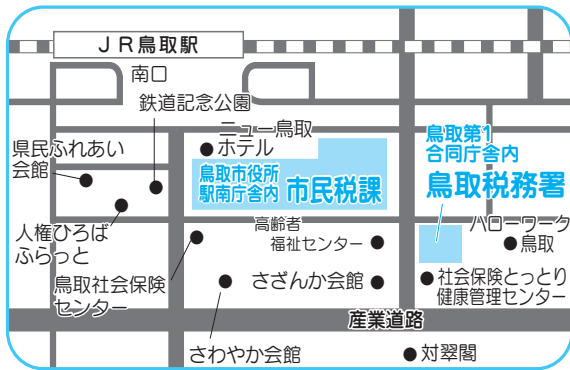 JR鳥取駅
南口
鉄道記念公園
ニュー鳥取
ホテル
県民ふれあい
会館
鳥取市役所
駅南庁舎内
市民税課
鳥取第1
合同庁舎内
鳥取税務署
人権ひろば
ふらっと
高齢者
福祉センター
ハローワーク
鳥取
鳥取社会保険
センター
さざんか会館
社会保険とっとり
健康管理センター
産業道路
さわやか会館
対翠閣